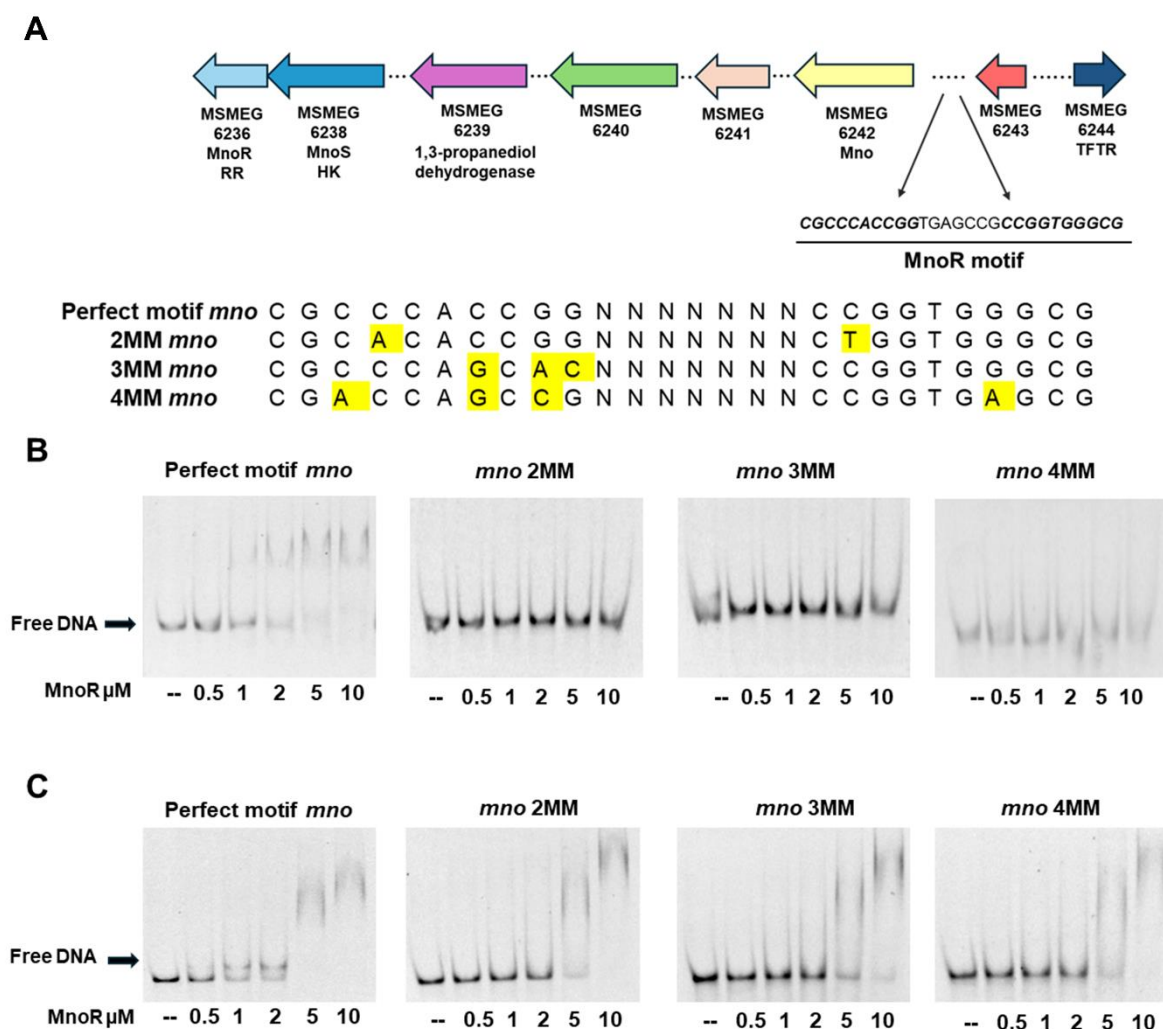 A
MSMEG 6236 MnoR RR
MSMEG 6238 MnoS HK
MSMEG 6239 1,3-propanediol dehydrogenase
MSMEG 6240
MSMEG 6241
MSMEG 6242 Mno
MSMEG 6243
MSMEG 6244 TFTR
CGCCCACCGGTGAGCCGCCGGTGGGCG
MnoR motif
Perfect motif mno C G C C C A C C G G N N N N N N N C C G G T G G G C G
2MM mno C G C A C A C C G G N N N N N N N C T G G T G G G C G
3MM mno C G C C C A G C A C N N N N N N N C C G G T G G G C G
4MM mno C G A C C A G C C G N N N N N N N C C G G T G A G C G
B
Perfect motif mno
mno 2MM
mno 3MM
mno 4MM
Free DNA
MnoR µM -- 0.5 1 2 5 10
-- 0.5 1 2 5 10
-- 0.5 1 2 5 10
-- 0.5 1 2 5 10
C
Perfect motif mno
mno 2MM
mno 3MM
mno 4MM
Free DNA
MnoR µM -- 0.5 1 2 5 10
-- 0.5 1 2 5 10
-- 0.5 1 2 5 10
-- 0.5 1 2 5 10